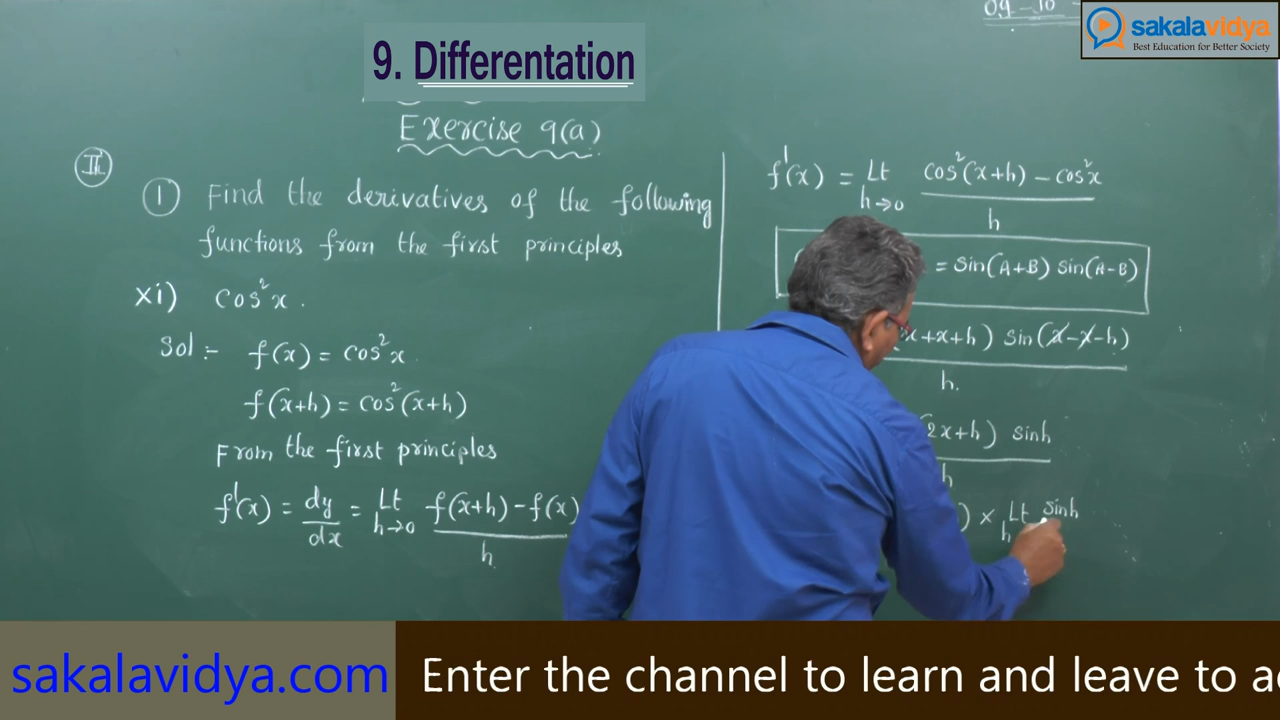 09-10
sakalavidya
Best Education for Better Society
9. Differentation
Exercise 9(a)
II
① Find the derivatives of the following
functions from the first principles
xi) cos²x.
Sol :- f(x) = cos²x.
f(x+h) = cos²(x+h)
From the first principles
f'(x) = dy/dx = Lt h→0 f(x+h) - f(x) / h
f'(x) = Lt h→0 cos²(x+h) - cos²x / h
= Sin(A+B) Sin(A-B)
x+x+h) Sin(x-x-h) / h.
(2x+h) sinh / h
) × Lt h sinh
sakalavidya.com
Enter the channel to learn and leave to a